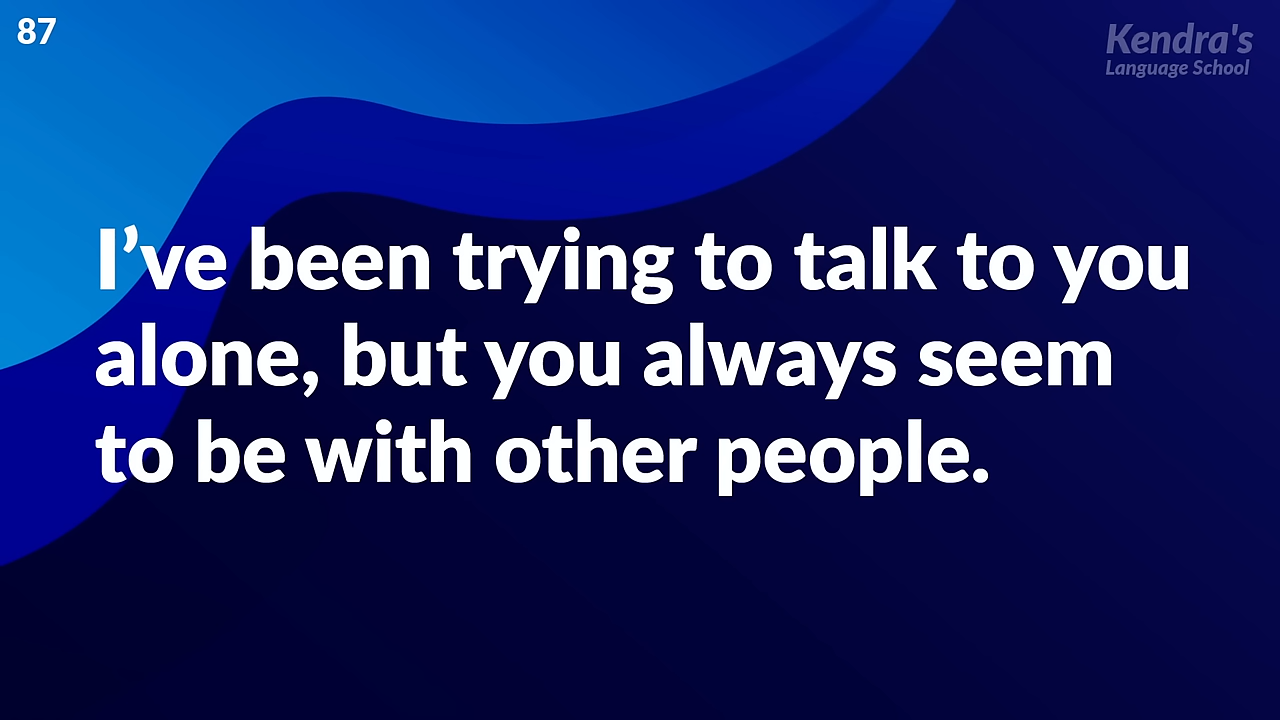 87
Kendra's
Language School
I’ve been trying to talk to you
alone, but you always seem
to be with other people.